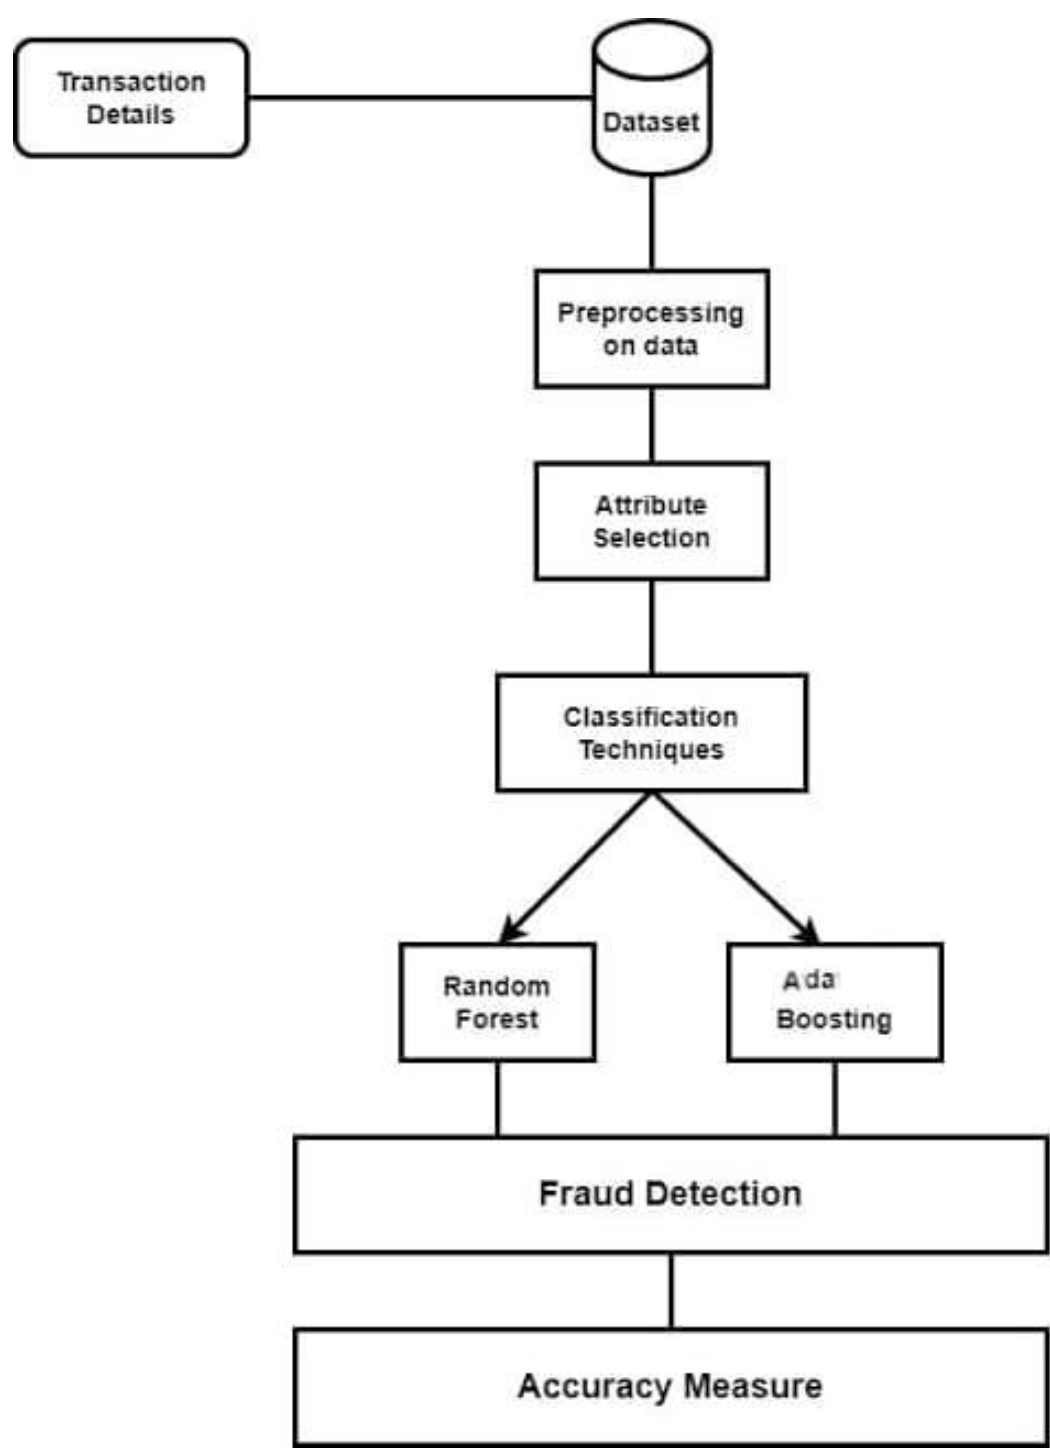 Transaction
Details
Dataset
Preprocessing
on data
Attribute
Selection
Classification
Techniques
Random
Forest
Ada
Boosting
Fraud Detection
Accuracy Measure